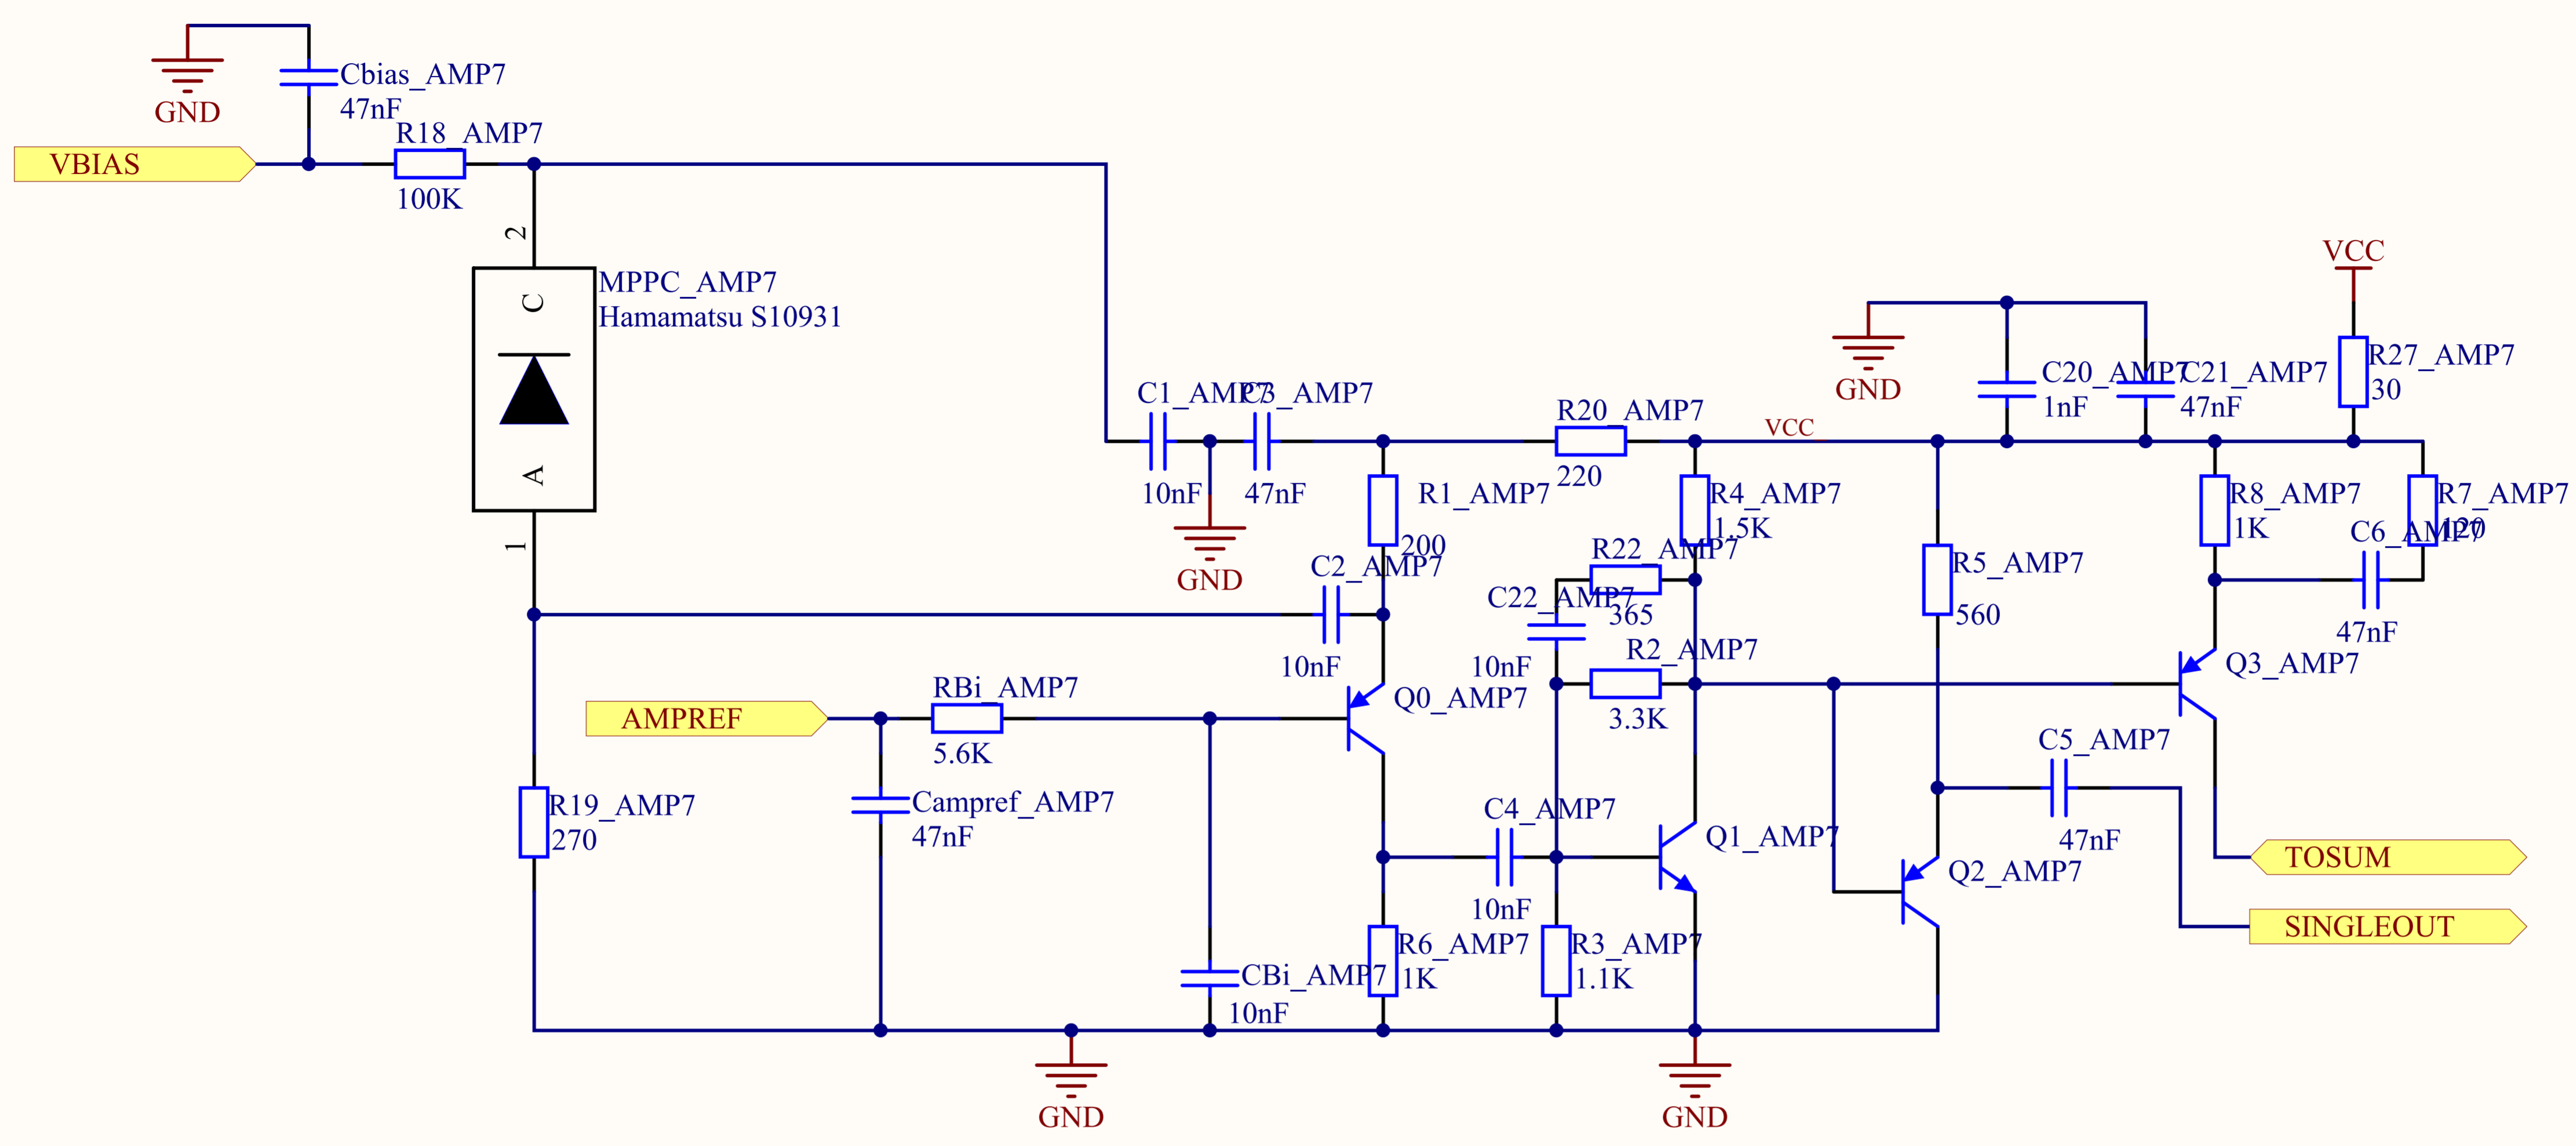 Cbias_AMP7
47nF
GND
R18_AMP7
VBIAS
100K
2
C
MPPC_AMP7
Hamamatsu S10931
A
1
VCC
R27_AMP7
30
C20_AMP7
1nF
C21_AMP7
47nF
GND
C1_AMP7
10nF
C3_AMP7
47nF
GND
R20_AMP7
220
VCC
R1_AMP7
200
R4_AMP7
1.5K
R8_AMP7
1K
R7_AMP7
120
C6_AMP7
47nF
C2_AMP7
10nF
R22_AMP7
365
C22_AMP7
10nF
R5_AMP7
560
R2_AMP7
3.3K
Q3_AMP7
AMPREF
RBi_AMP7
5.6K
Q0_AMP7
C5_AMP7
47nF
R19_AMP7
270
Campref_AMP7
47nF
C4_AMP7
10nF
Q1_AMP7
Q2_AMP7
TOSUM
SINGLEOUT
CBi_AMP7
10nF
R6_AMP7
1K
R3_AMP7
1.1K
GND
GND